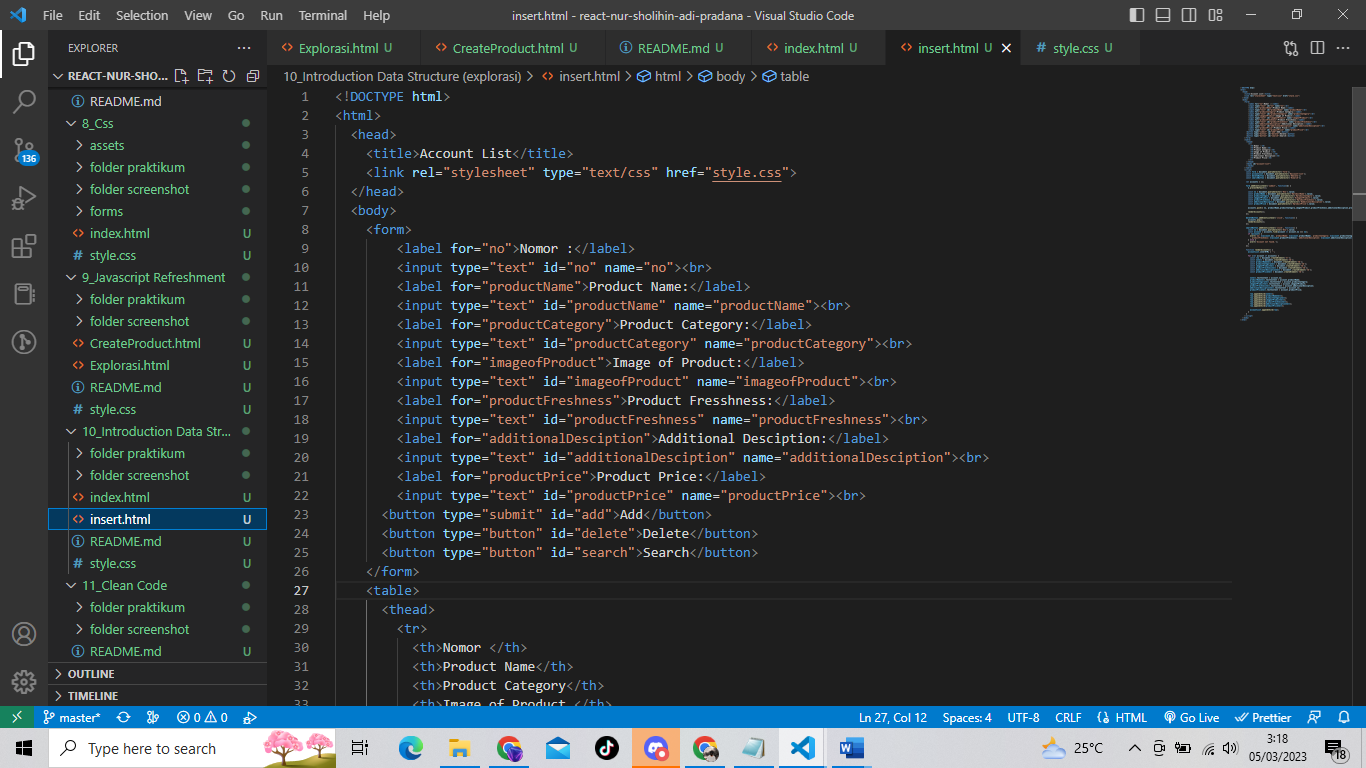 File Edit Selection View Go Run Terminal Help
insert.html - react-nur-sholihin-adi-pradana - Visual Studio Code
EXPLORER
REACT-NUR-SHO...
README.md
8_Css
assets
folder praktikum
folder screenshot
forms
index.html U
style.css U
9_Javascript Refreshment
folder praktikum
folder screenshot
CreateProduct.html U
Explorasi.html U
README.md U
style.css U
10_Introduction Data Str...
folder praktikum
folder screenshot
index.html U
insert.html U
README.md U
style.css U
11_Clean Code
folder praktikum
folder screenshot
README.md U
OUTLINE
TIMELINE
136
Explorasi.html U
CreateProduct.html U
README.md U
index.html U
insert.html U
style.css U
10_Introduction Data Structure (explorasi) > insert.html > html > body > table
1 <!DOCTYPE html>
2 <html>
3 <head>
4 <title>Account List</title>
5 <link rel="stylesheet" type="text/css" href="style.css">
6 </head>
7 <body>
8 <form>
9 <label for="no">Nomor :</label>
10 <input type="text" id="no" name="no"><br>
11 <label for="productName">Product Name:</label>
12 <input type="text" id="productName" name="productName"><br>
13 <label for="productCategory">Product Category:</label>
14 <input type="text" id="productCategory" name="productCategory"><br>
15 <label for="imageofProduct">Image of Product:</label>
16 <input type="text" id="imageofProduct" name="imageofProduct"><br>
17 <label for="productFreshness">Product Fresshness:</label>
18 <input type="text" id="productFreshness" name="productFreshness"><br>
19 <label for="additionalDesciption">Additional Desciption:</label>
20 <input type="text" id="additionalDesciption" name="additionalDesciption"><br>
21 <label for="productPrice">Product Price:</label>
22 <input type="text" id="productPrice" name="productPrice"><br>
23 <button type="submit" id="add">Add</button>
24 <button type="button" id="delete">Delete</button>
25 <button type="button" id="search">Search</button>
26 </form>
27 <table>
28 <thead>
29 <tr>
30 <th>Nomor </th>
31 <th>Product Name</th>
32 <th>Product Category</th>
33 <th>Image of Product </th>
master* 0 0
Ln 27, Col 12 Spaces: 4 UTF-8 CRLF HTML Go Live Prettier
Type here to search
25°C
3:18
05/03/2023
18